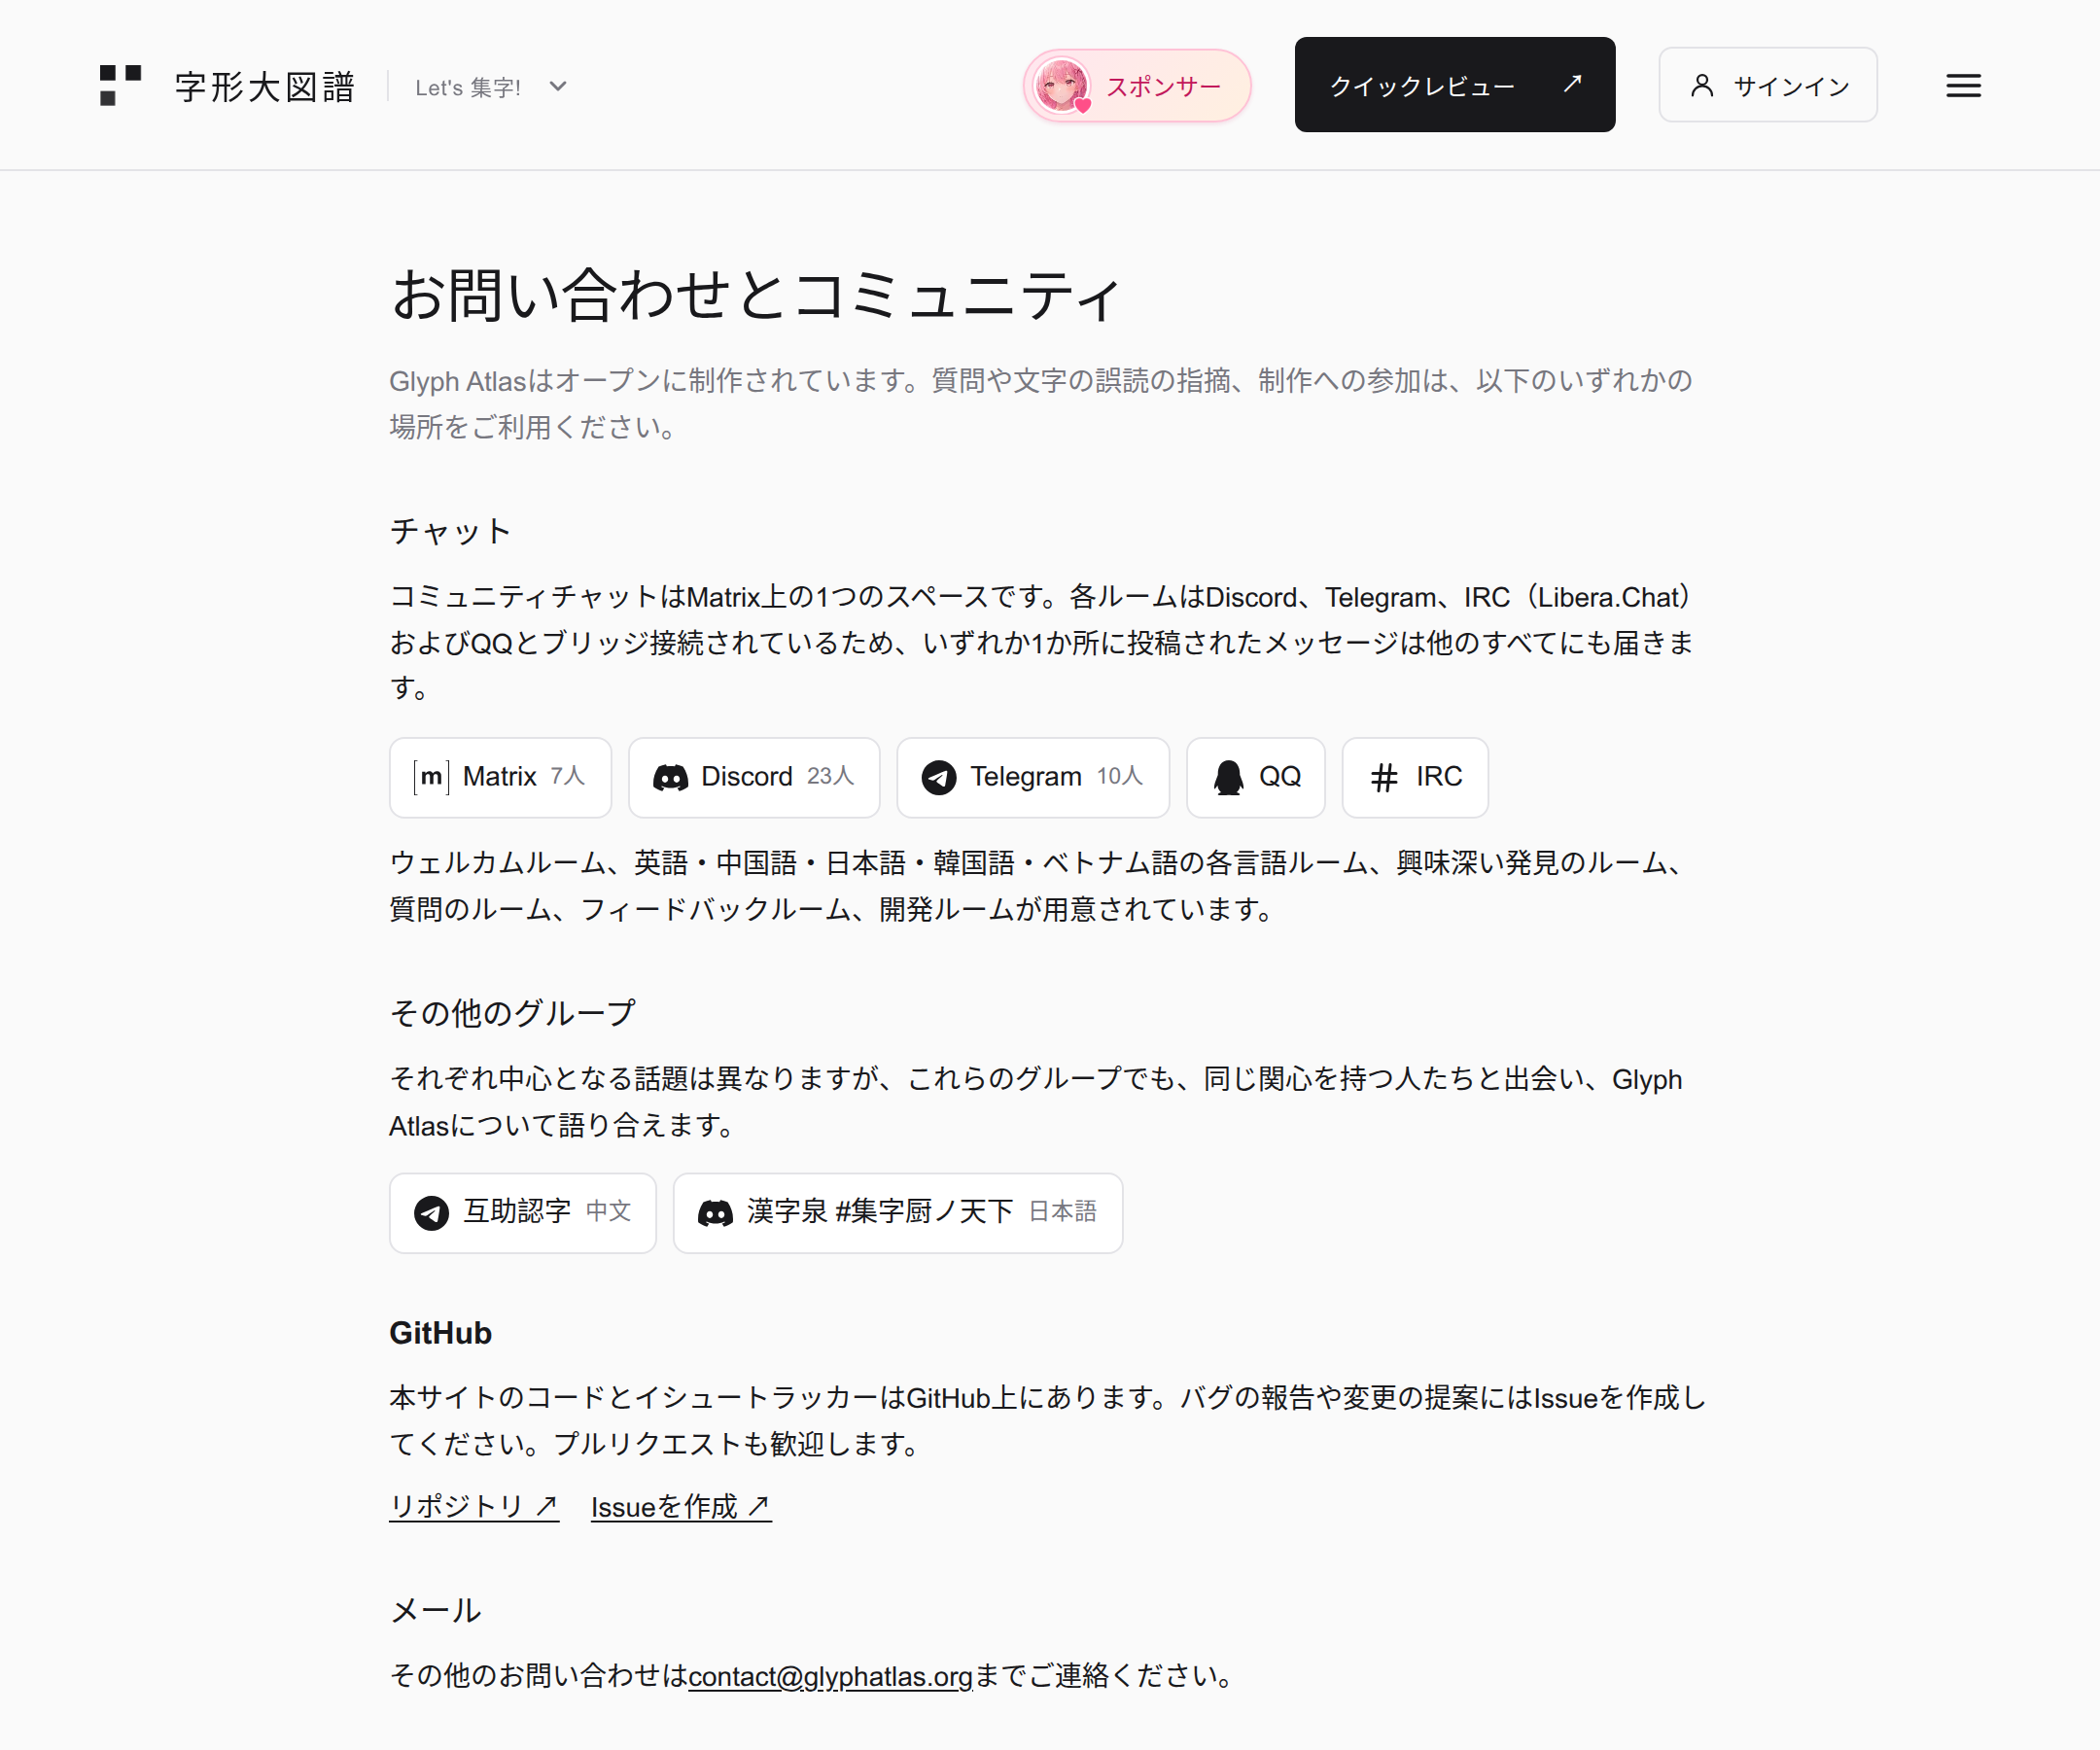 字形大図譜
Let's 集字!
スポンサー
クイックレビュー ↗
サインイン
お問い合わせとコミュニティ
Glyph Atlasはオープンに制作されています。質問や文字の誤読の指摘、制作への参加は、以下のいずれかの
場所をご利用ください。
チャット
コミュニティチャットはMatrix上の1つのスペースです。各ルームはDiscord、Telegram、IRC（Libera.Chat）
およびQQとブリッジ接続されているため、いずれか1か所に投稿されたメッセージは他のすべてにも届きま
す。
[m] Matrix 7人
Discord 23人
Telegram 10人
QQ
# IRC
ウェルカムルーム、英語・中国語・日本語・韓国語・ベトナム語の各言語ルーム、興味深い発見のルーム、
質問のルーム、フィードバックルーム、開発ルームが用意されています。
その他のグループ
それぞれ中心となる話題は異なりますが、これらのグループでも、同じ関心を持つ人たちと出会い、Glyph
Atlasについて語り合えます。
互助認字 中文
漢字泉 #集字厨ノ天下 日本語
GitHub
本サイトのコードとイシュートラッカーはGitHub上にあります。バグの報告や変更の提案にはIssueを作成し
てください。プルリクエストも歓迎します。
リポジトリ ↗ Issueを作成 ↗
メール
その他のお問い合わせはcontact@glyphatlas.orgまでご連絡ください。